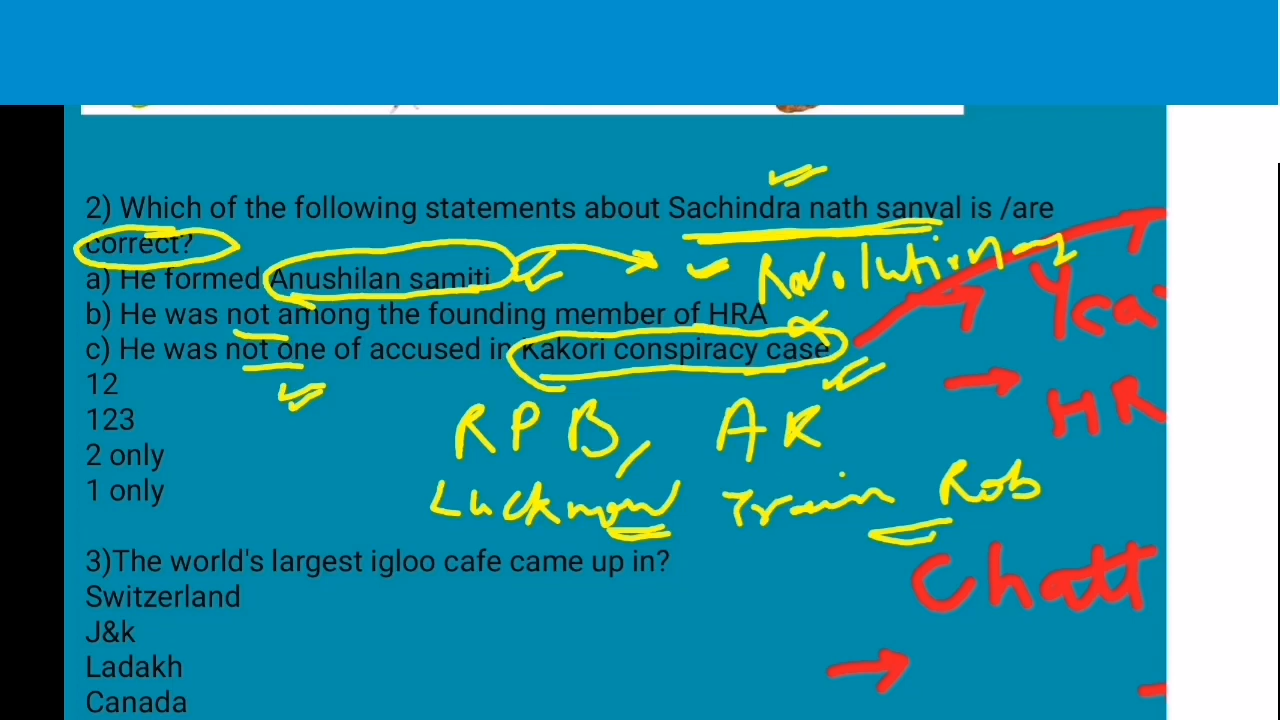 2) Which of the following statements about Sachindra nath sanyal is /are
correct?
a) He formed Anushilan samiti
Revolutionary
Yea
b) He was not among the founding member of HRA
c) He was not one of accused in Kakori conspiracy case
12
HR
123
RPB, AK
2 only
1 only
Lucknow Train Rob
3)The world's largest igloo cafe came up in?
Chatt
Switzerland
J&k
Ladakh
Canada